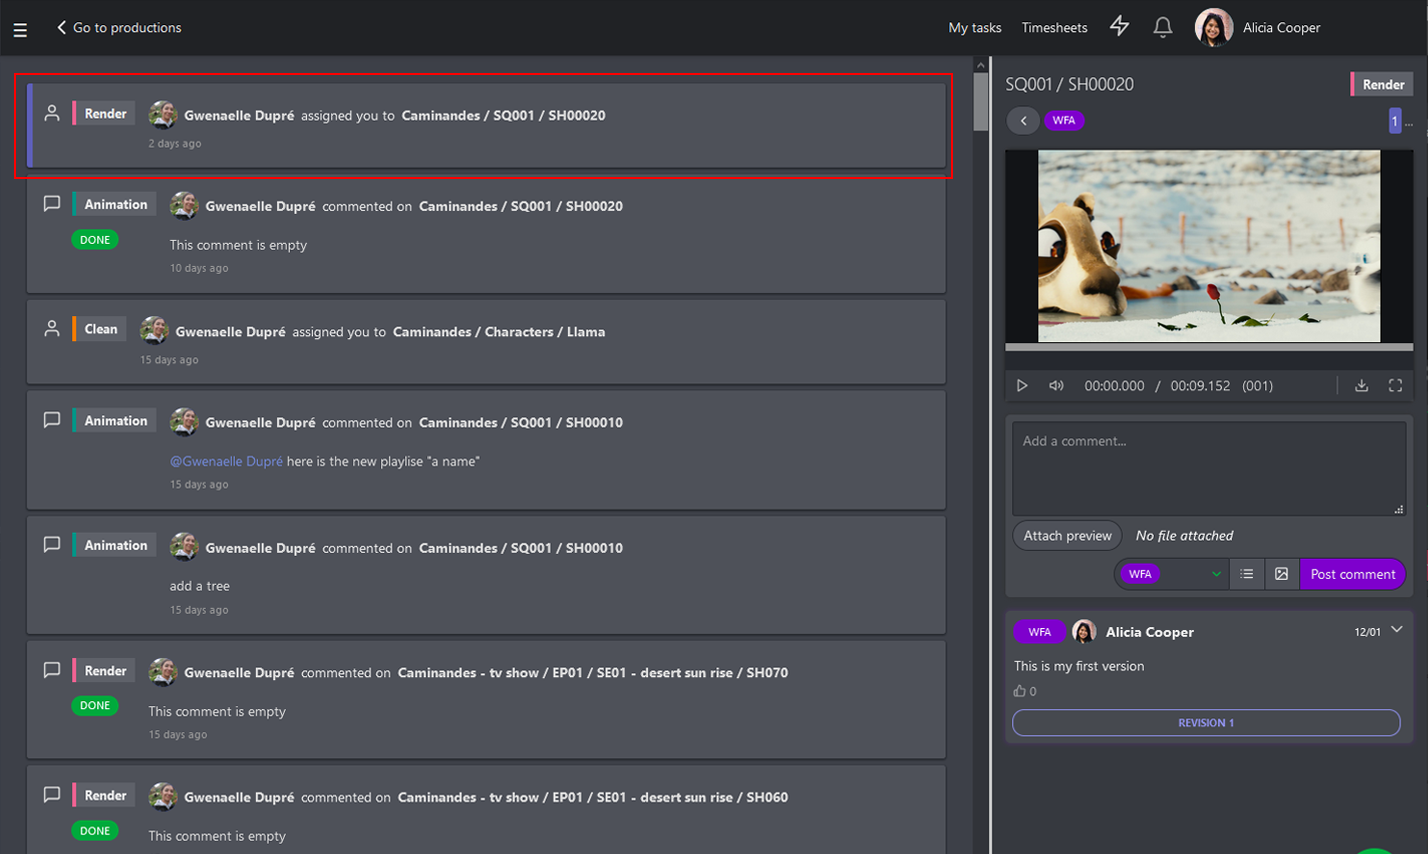 Go to productions
My tasks Timesheets Alicia Cooper
Render Gwenaelle Dupré assigned you to Caminandes / SQ001 / SH00020
2 days ago
Animation Gwenaelle Dupré commented on Caminandes / SQ001 / SH00020
DONE
This comment is empty
10 days ago
Clean Gwenaelle Dupré assigned you to Caminandes / Characters / Llama
15 days ago
Animation Gwenaelle Dupré commented on Caminandes / SQ001 / SH00010
@Gwenaelle Dupré here is the new playlise "a name"
15 days ago
Animation Gwenaelle Dupré commented on Caminandes / SQ001 / SH00010
add a tree
15 days ago
Render Gwenaelle Dupré commented on Caminandes - tv show / EP01 / SE01 - desert sun rise / SH070
DONE
This comment is empty
15 days ago
Render Gwenaelle Dupré commented on Caminandes - tv show / EP01 / SE01 - desert sun rise / SH060
DONE
This comment is empty
SQ001 / SH00020 Render
WFA 1 ...
00:00.000 / 00:09.152 (001)
Add a comment...
Attach preview No file attached
WFA Post comment
WFA Alicia Cooper 12/01
This is my first version
0
REVISION 1